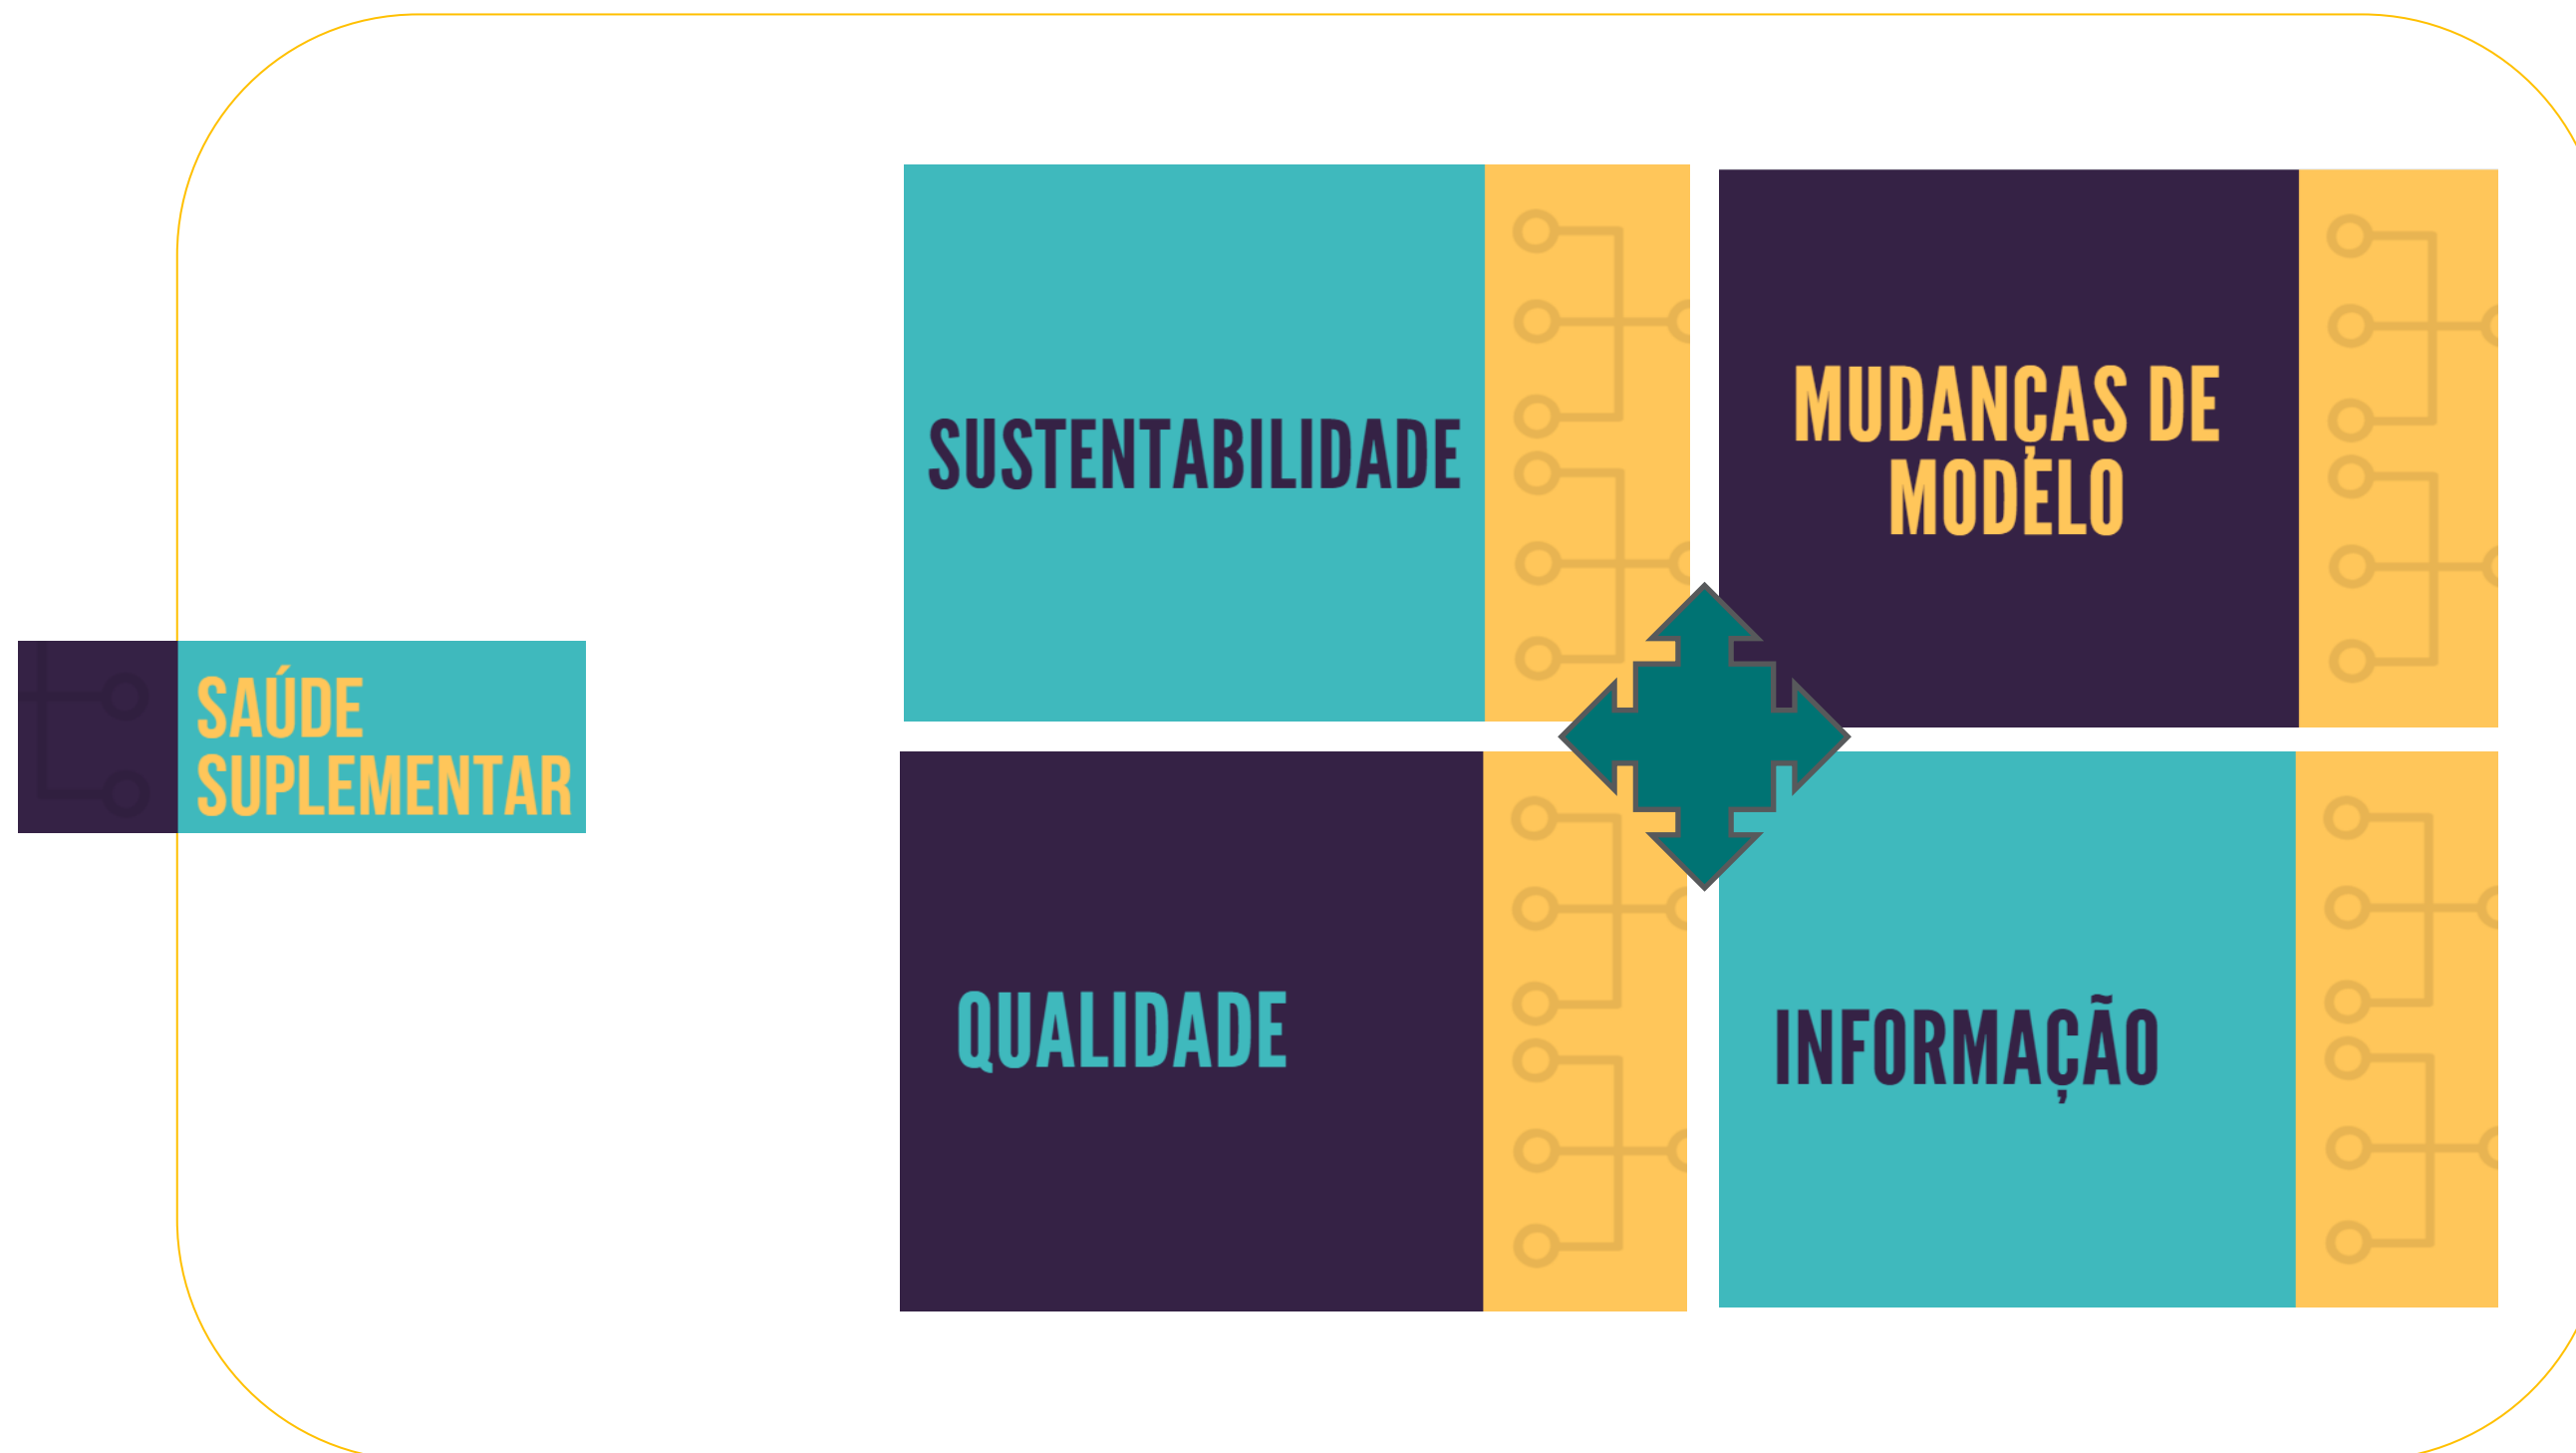 SAÚDE
SUPLEMENTAR
SUSTENTABILIDADE
MUDANÇAS DE
MODELO
QUALIDADE
INFORMAÇÃO